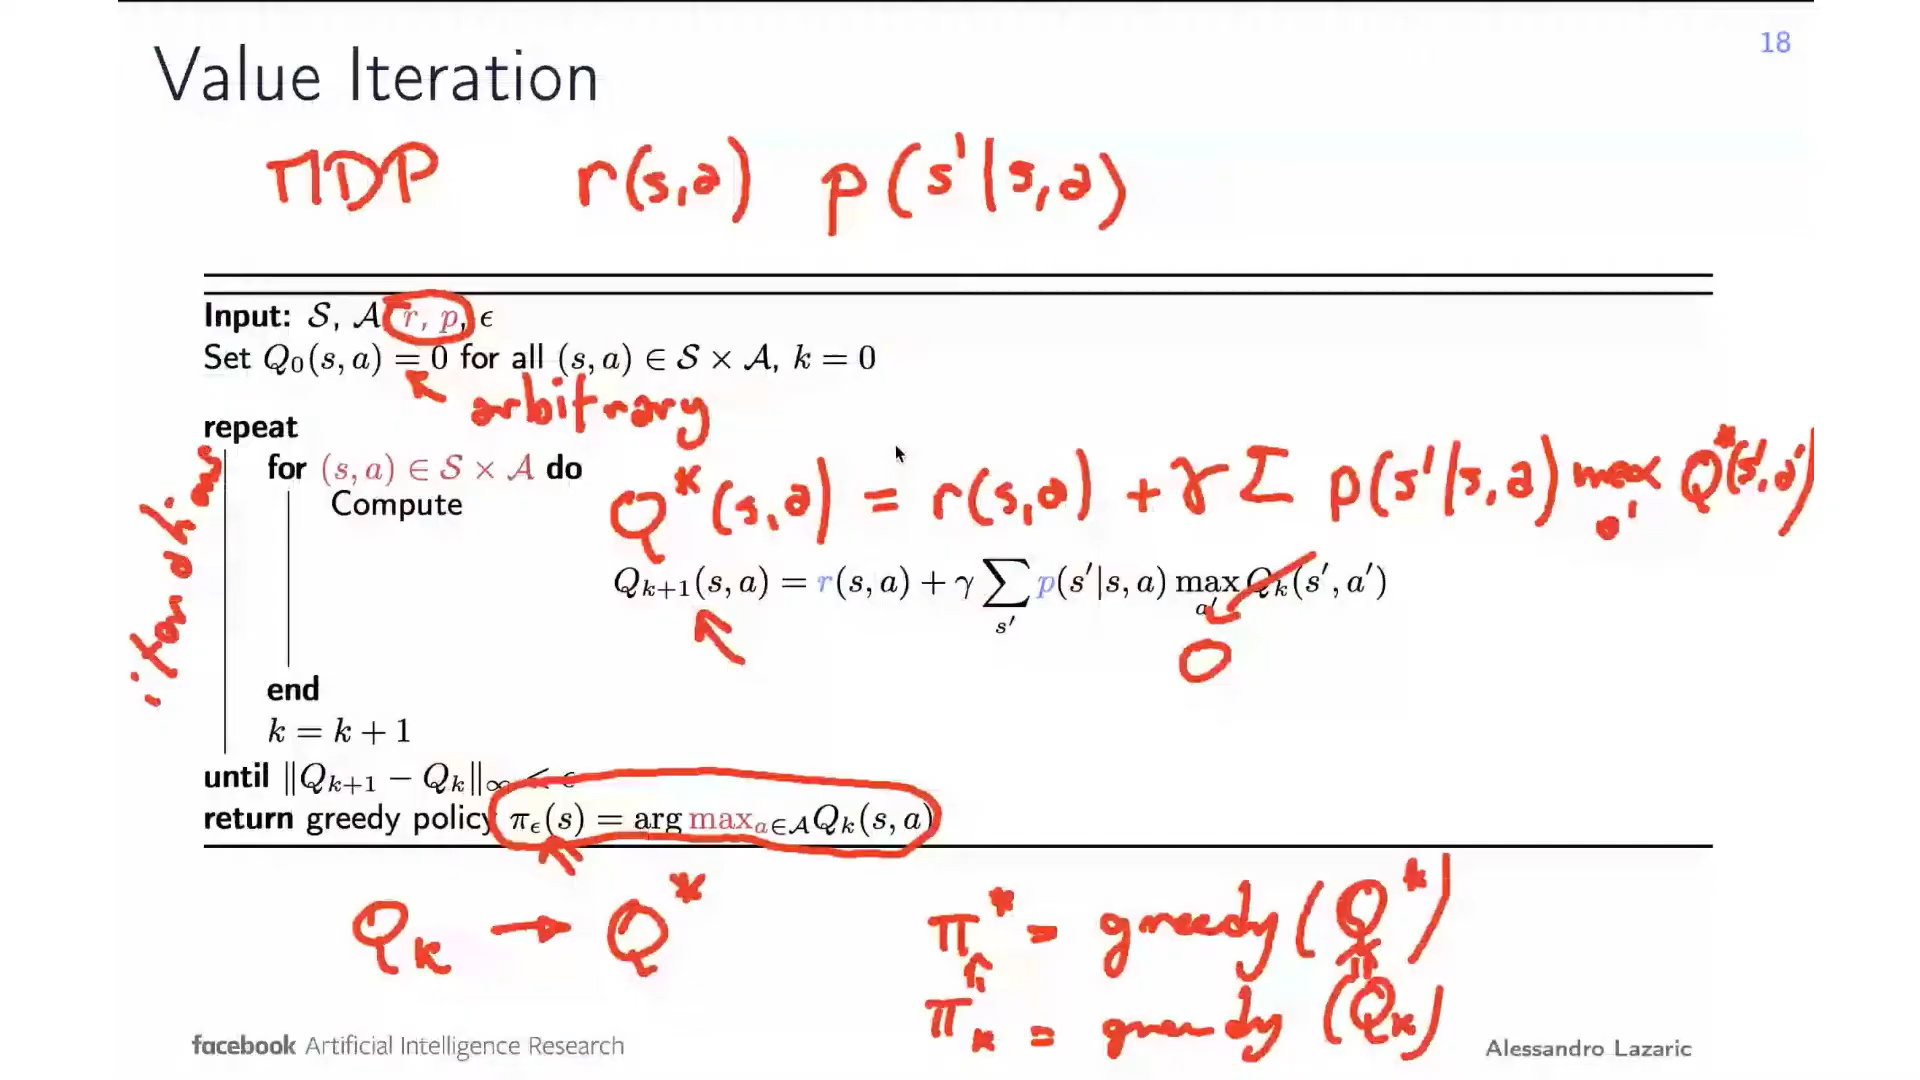 18
Value Iteration
MDP r(s,a) p(s'|s,a)
Input: 𝒮, 𝒜, r, p, ϵ
Set Q₀(s, a) = 0 for all (s, a) ∈ 𝒮 × 𝒜, k = 0
arbitrary
repeat
for (s, a) ∈ 𝒮 × 𝒜 do
Q*(s,a) = r(s,a) + γ Σ p(s'|s,a) max_a' Q*(s',a')
Compute
Q_{k+1}(s, a) = r(s, a) + γ ∑_{s'} p(s'|s, a) max_{a'} Q_k(s', a')
0
iterations
end
k = k + 1
until ‖Q_{k+1} − Q_k‖_∞ < ϵ
return greedy policy π_ϵ(s) = arg max_{a∈𝒜} Q_k(s, a)
Q_k → Q* π* = greedy(Q*)
π_k = greedy(Q_k)
facebook Artificial Intelligence Research
Alessandro Lazaric